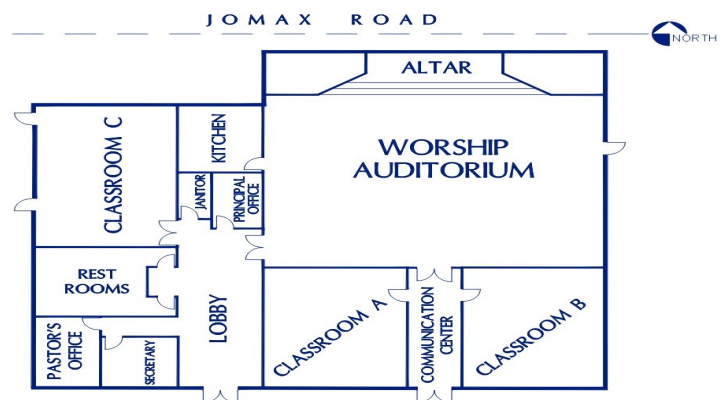 JOMAX ROAD
NORTH
ALTAR
WORSHIP
AUDITORIUM
KITCHEN
CLASSROOM C
JANITOR
PRINCIPAL
OFFICE
REST
ROOMS
LOBBY
PASTOR'S
OFFICE
SECRETARY
CLASSROOM A
COMMUNICATION
CENTER
CLASSROOM B